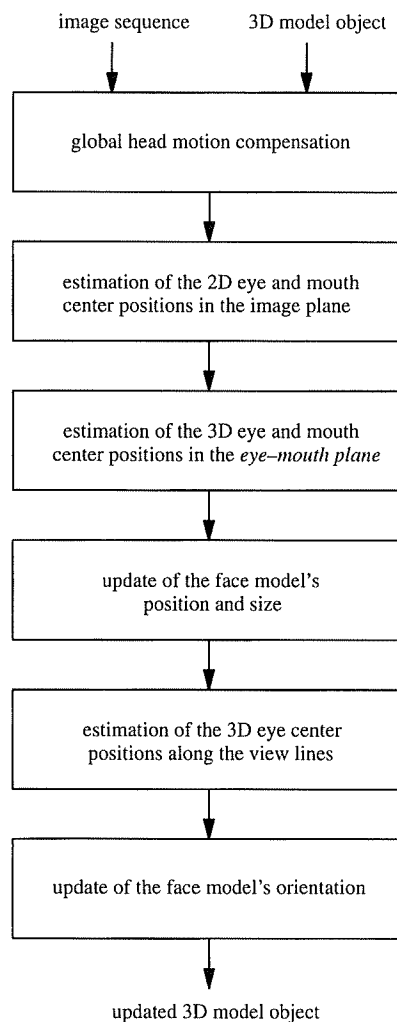 image sequence
3D model object
global head motion compensation
estimation of the 2D eye and mouth
center positions in the image plane
estimation of the 3D eye and mouth
center positions in the eye–mouth plane
update of the face model's
position and size
estimation of the 3D eye center
positions along the view lines
update of the face model's orientation
updated 3D model object